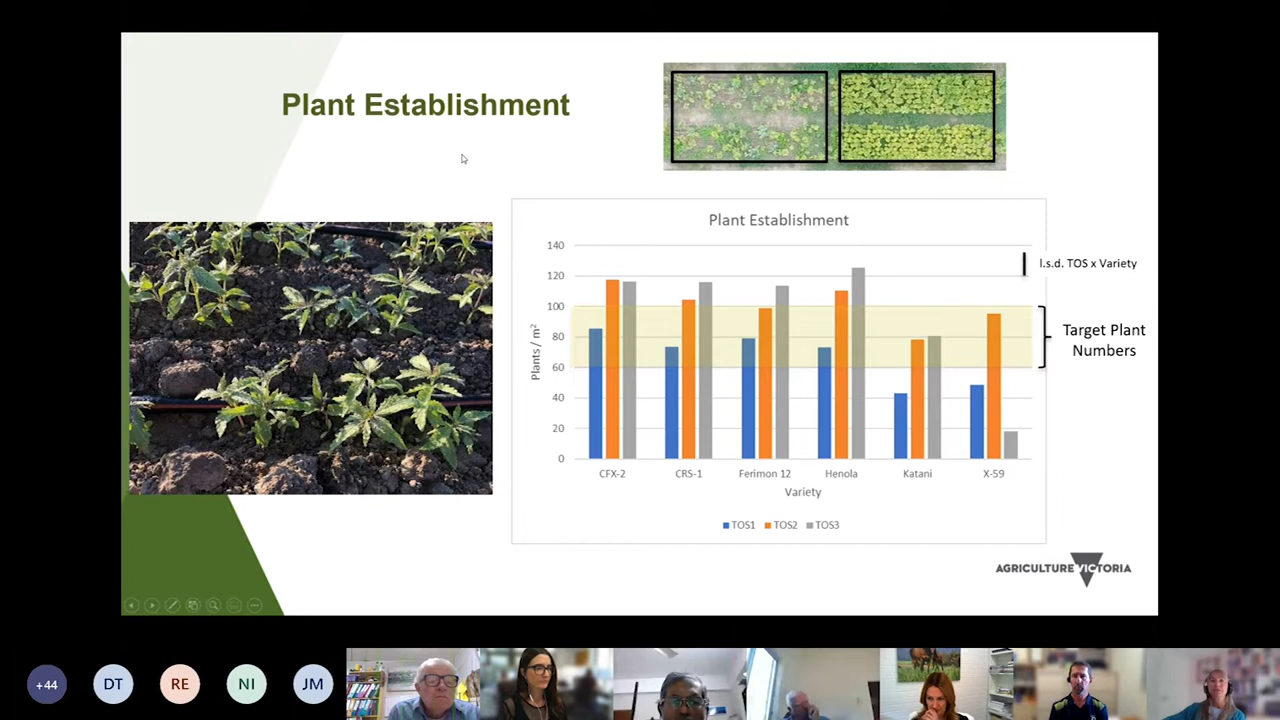 Plant Establishment
Plant Establishment
140
120
100
80
60
40
20
0
Plants / m²
l.s.d. TOS x Variety
Target Plant
Numbers
CFX-2 CRS-1 Ferimon 12 Henola Katani X-59
Variety
TOS1 TOS2 TOS3
AGRICULTURE VICTORIA
+44 DT RE NI JM